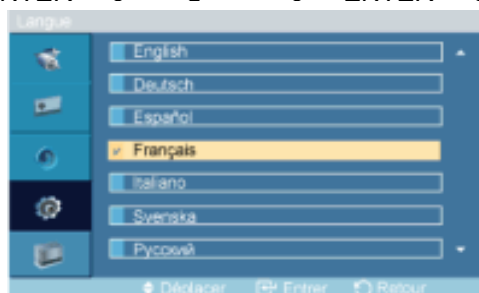 Langue
English
Deutsch
Español
Français
Italiano
Svenska
Русский
Déplacer Entrer Retour